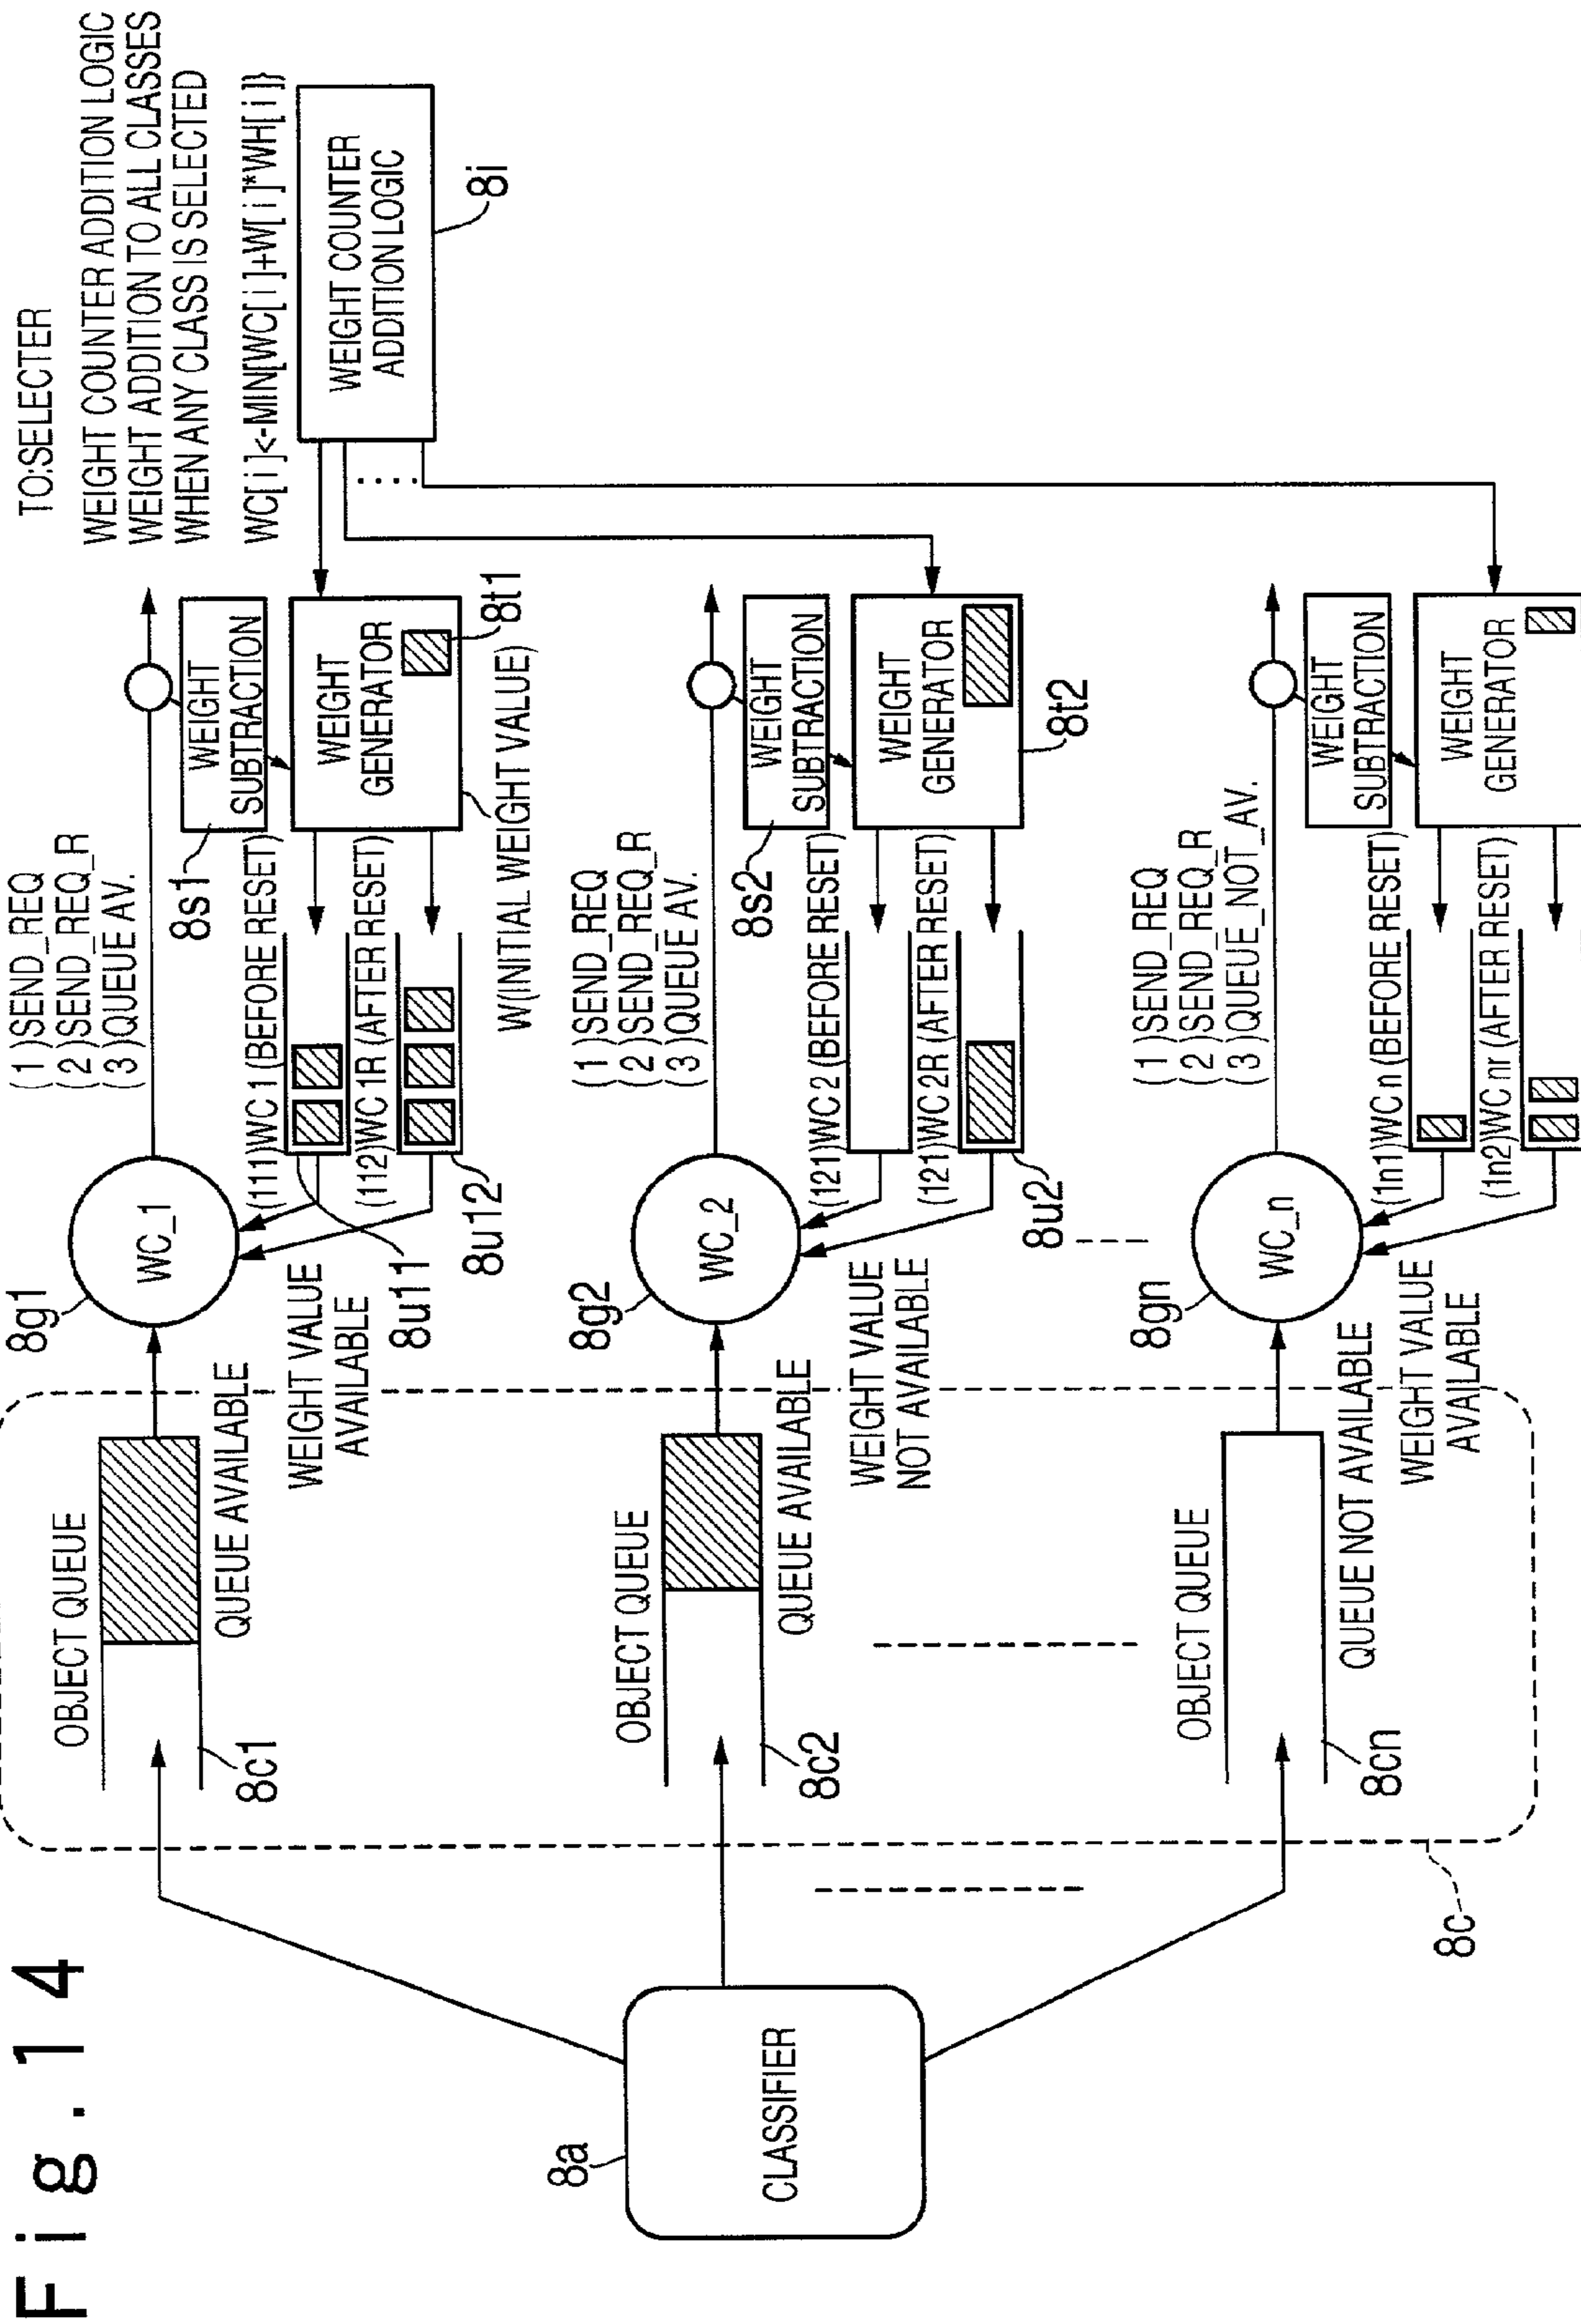 Fig.14
TO:SELECTER
WEIGHT COUNTER ADDITION LOGIC
WEIGHT ADDITION TO ALL CLASSES
WHEN ANY CLASS IS SELECTED
WC[i]<-MIN[WC[i]+W[i]*WH[i]}
WEIGHT COUNTER
ADDITION LOGIC
8i
8a
CLASSIFIER
8c
OBJECT QUEUE
8c1
QUEUE AVAILABLE
8g1
WC_1
WEIGHT VALUE
AVAILABLE
(1)SEND_REQ
(2)SEND_REQ_R
(3)QUEUE AV.
8s1
WEIGHT
SUBTRACTION
(111)WC 1(BEFORE RESET)
(112)WC 1R(AFTER RESET)
8u11
8u12
WEIGHT
GENERATOR
8t1
W(INITIAL WEIGHT VALUE)
OBJECT QUEUE
8c2
QUEUE AVAILABLE
8g2
WC_2
WEIGHT VALUE
NOT AVAILABLE
(1)SEND_REQ
(2)SEND_REQ_R
(3)QUEUE AV.
8s2
WEIGHT
SUBTRACTION
(121)WC 2(BEFORE RESET)
(121)WC 2R(AFTER RESET)
8u2
WEIGHT
GENERATOR
8t2
OBJECT QUEUE
8cn
QUEUE NOT AVAILABLE
8gn
WC_n
WEIGHT VALUE
AVAILABLE
(1)SEND_REQ
(2)SEND_REQ_R
(3)QUEUE_NOT_AV.
WEIGHT
SUBTRACTION
(1n1)WC n(BEFORE RESET)
(1n2)WC nr(AFTER RESET)
WEIGHT
GENERATOR